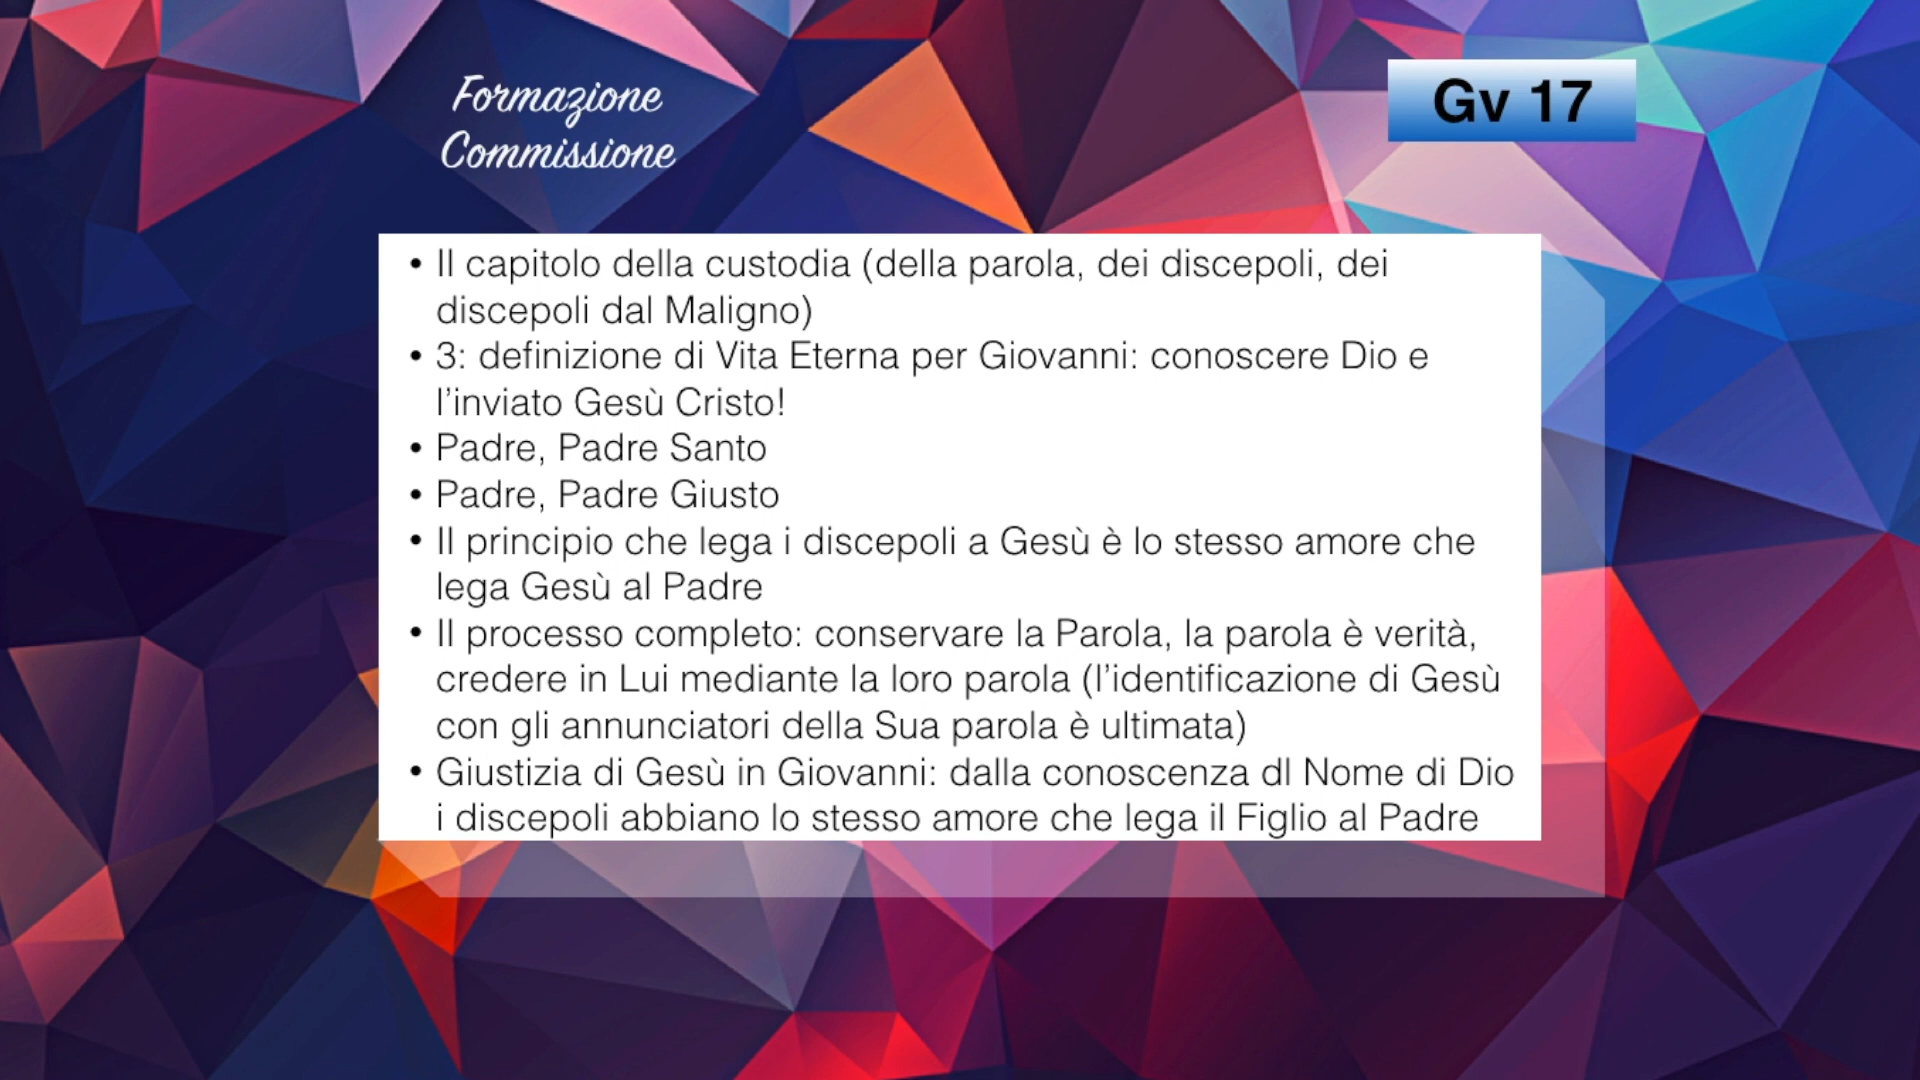 Formazione
Commissione
Gv 17
• Il capitolo della custodia (della parola, dei discepoli, dei
discepoli dal Maligno)
• 3: definizione di Vita Eterna per Giovanni: conoscere Dio e
l’inviato Gesù Cristo!
• Padre, Padre Santo
• Padre, Padre Giusto
• Il principio che lega i discepoli a Gesù è lo stesso amore che
lega Gesù al Padre
• Il processo completo: conservare la Parola, la parola è verità,
credere in Lui mediante la loro parola (l’identificazione di Gesù
con gli annunciatori della Sua parola è ultimata)
• Giustizia di Gesù in Giovanni: dalla conoscenza dl Nome di Dio
i discepoli abbiano lo stesso amore che lega il Figlio al Padre